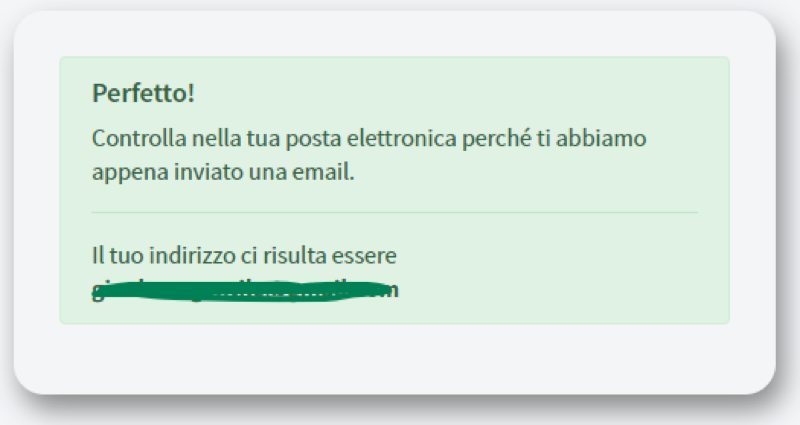 Perfetto!
Controlla nella tua posta elettronica perché ti abbiamo
appena inviato una email.
Il tuo indirizzo ci risulta essere